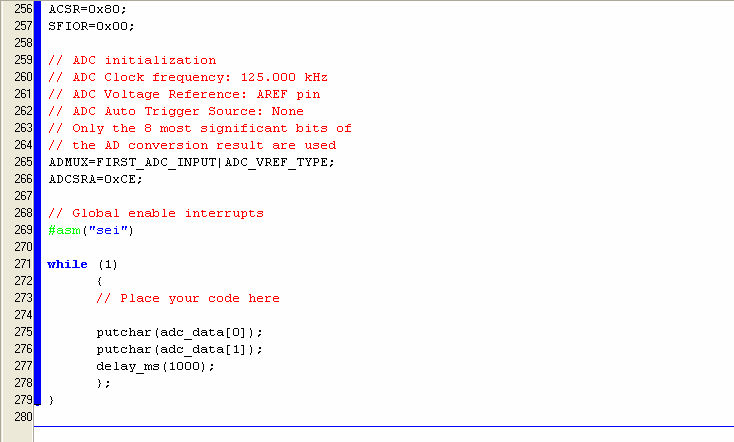 256 ACSR=0x80;
257 SFIOR=0x00;
258
259 // ADC initialization
260 // ADC Clock frequency: 125.000 kHz
261 // ADC Voltage Reference: AREF pin
262 // ADC Auto Trigger Source: None
263 // Only the 8 most significant bits of
264 // the AD conversion result are used
265 ADMUX=FIRST_ADC_INPUT|ADC_VREF_TYPE;
266 ADCSRA=0xCE;
267
268 // Global enable interrupts
269 #asm("sei")
270
271 while (1)
272       {
273       // Place your code here
274
275       putchar(adc_data[0]);
276       putchar(adc_data[1]);
277       delay_ms(1000);
278       };
279 }
280